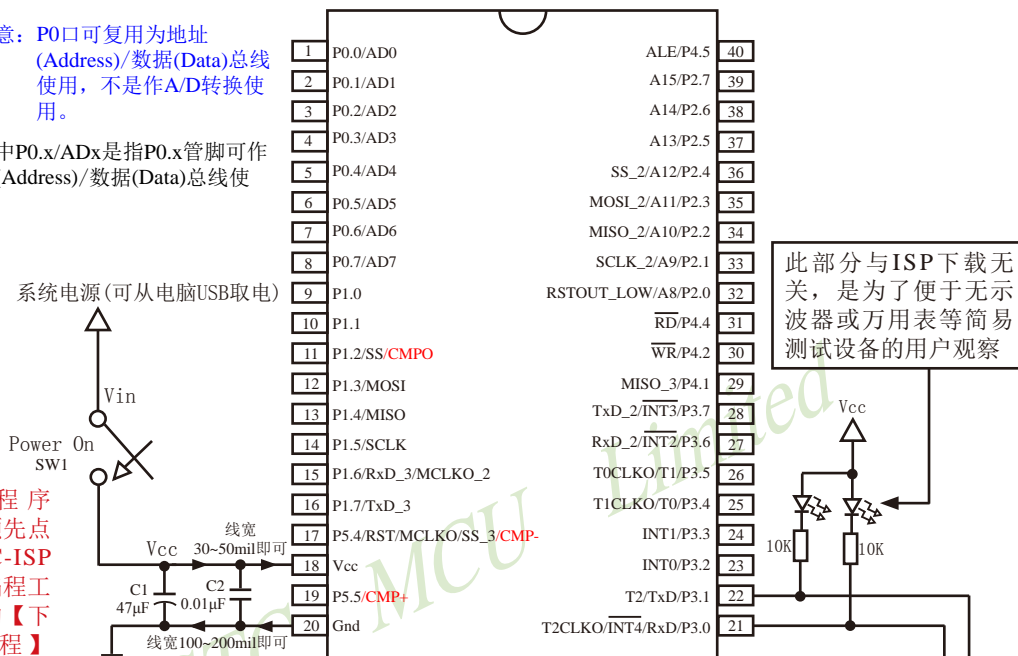 意：P0口可复用为地址
(Address)/数据(Data)总线
使用，不是作A/D转换使
用。
中P0.x/ADx是指P0.x管脚可作
(Address)/数据(Data)总线使
系统电源(可从电脑USB取电)
Vin
Power On
SW1
程 序
先点
-ISP
程工
【下
程 】
Vcc
线宽
30~50mil即可
C1
47μF
C2
0.01μF
线宽100~200mil即可
1 P0.0/AD0
2 P0.1/AD1
3 P0.2/AD2
4 P0.3/AD3
5 P0.4/AD4
6 P0.5/AD5
7 P0.6/AD6
8 P0.7/AD7
9 P1.0
10 P1.1
11 P1.2/SS/CMPO
12 P1.3/MOSI
13 P1.4/MISO
14 P1.5/SCLK
15 P1.6/RxD_3/MCLKO_2
16 P1.7/TxD_3
17 P5.4/RST/MCLKO/SS_3/CMP-
18 Vcc
19 P5.5/CMP+
20 Gnd
ALE/P4.5 40
A15/P2.7 39
A14/P2.6 38
A13/P2.5 37
SS_2/A12/P2.4 36
MOSI_2/A11/P2.3 35
MISO_2/A10/P2.2 34
SCLK_2/A9/P2.1 33
RSTOUT_LOW/A8/P2.0 32
RD/P4.4 31
WR/P4.2 30
MISO_3/P4.1 29
TxD_2/INT3/P3.7 28
RxD_2/INT2/P3.6 27
T0CLKO/T1/P3.5 26
T1CLKO/T0/P3.4 25
INT1/P3.3 24
INT0/P3.2 23
T2/TxD/P3.1 22
T2CLKO/INT4/RxD/P3.0 21
此部分与ISP下载无
关，是为了便于无示
波器或万用表等简易
测试设备的用户观察
Vcc
10K
10K
MCU Limited